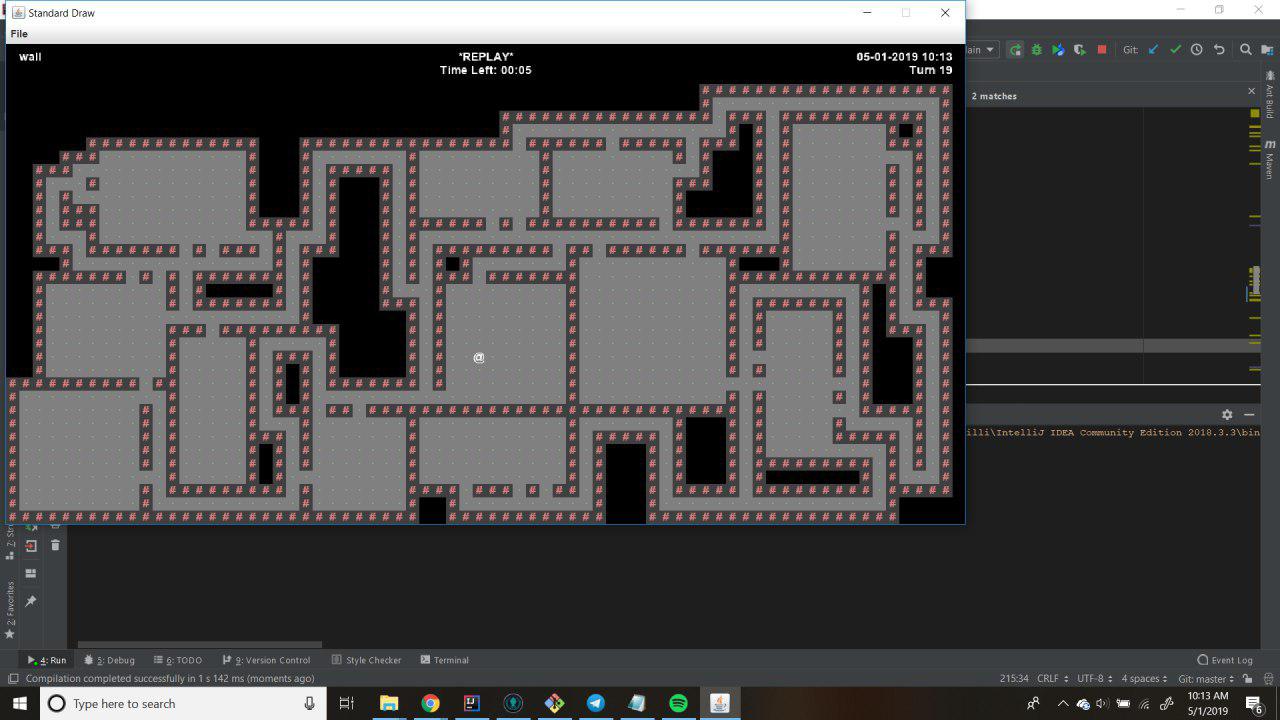 Standard Draw
File
wall
*REPLAY*
05-01-2019 10:13
Time Left: 00:05
Turn 19
Git:
2 matches
Ant Build
Maven
@
illi\IntelliJ IDEA Community Edition 2018.3.3\bin
2: Favorites
4: Run
5: Debug
6: TODO
9: Version Control
Style Checker
Terminal
Event Log
Compilation completed successfully in 1 s 142 ms (moments ago)
215:34 CRLF UTF-8 4 spaces Git: master
Type here to search
10:13 AM
5/1/2019
6